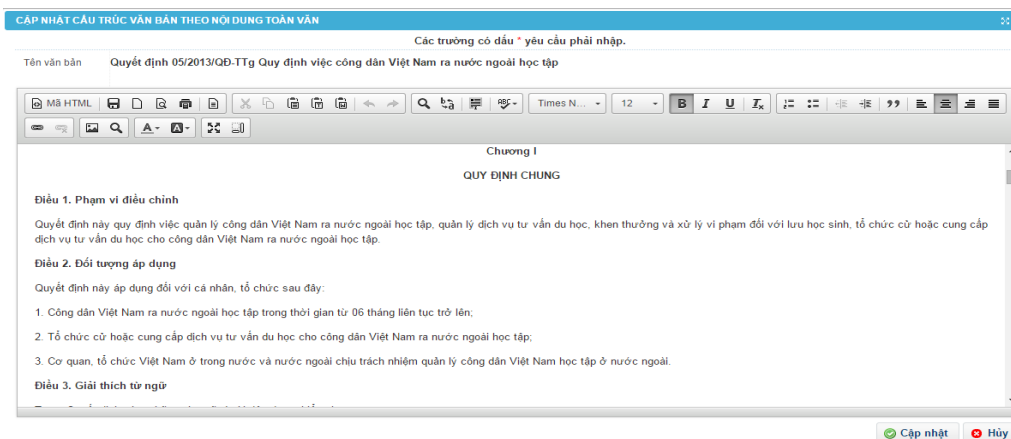 CẬP NHẬT CẤU TRÚC VĂN BẢN THEO NỘI DUNG TOÀN VĂN
Các trường có dấu * yêu cầu phải nhập.
Tên văn bản Quyết định 05/2013/QĐ-TTg Quy định việc công dân Việt Nam ra nước ngoài học tập
Mã HTML Times N... 12 B I U Ix
A A
Chương I
QUY ĐỊNH CHUNG
Điều 1. Phạm vi điều chỉnh
Quyết định này quy định việc quản lý công dân Việt Nam ra nước ngoài học tập, quản lý dịch vụ tư vấn du học, khen thưởng và xử lý vi phạm đối với lưu học sinh, tổ chức cử hoặc cung cấp
dịch vụ tư vấn du học cho công dân Việt Nam ra nước ngoài học tập.
Điều 2. Đối tượng áp dụng
Quyết định này áp dụng đối với cá nhân, tổ chức sau đây:
1. Công dân Việt Nam ra nước ngoài học tập trong thời gian từ 06 tháng liên tục trở lên;
2. Tổ chức cử hoặc cung cấp dịch vụ tư vấn du học cho công dân Việt Nam ra nước ngoài học tập;
3. Cơ quan, tổ chức Việt Nam ở trong nước và nước ngoài chịu trách nhiệm quản lý công dân Việt Nam học tập ở nước ngoài.
Điều 3. Giải thích từ ngữ
Cập nhật Hủy